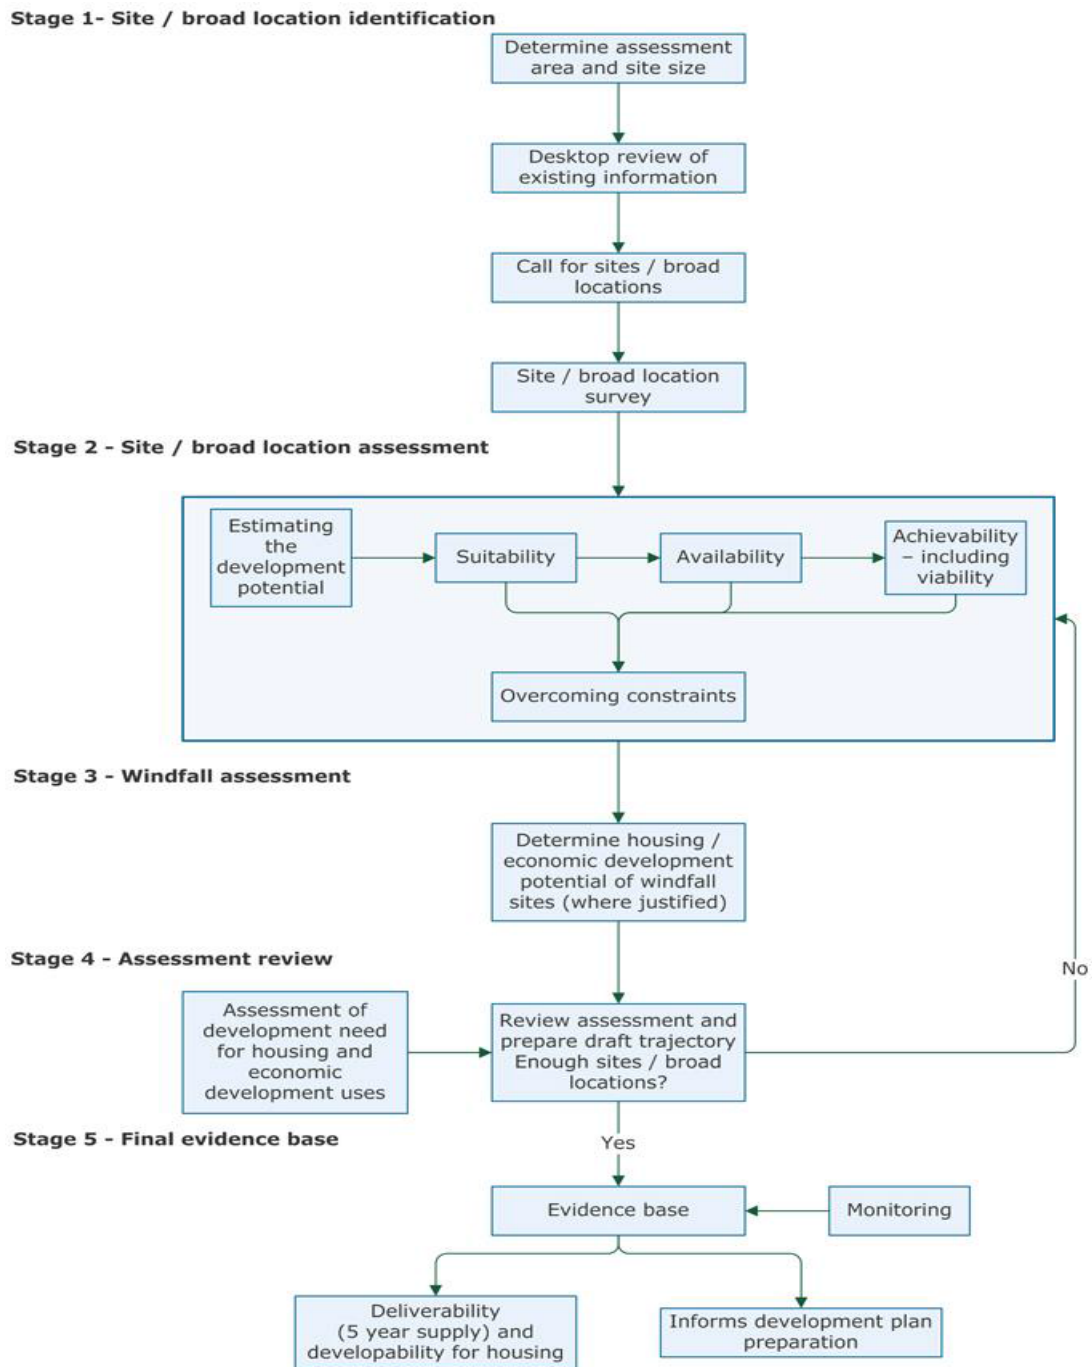 Stage 1- Site / broad location identification
Determine assessment
area and site size
Desktop review of
existing information
Call for sites / broad
locations
Site / broad location
survey
Stage 2 - Site / broad location assessment
Estimating
the
development
potential
Suitability
Availability
Achievability
– including
viability
Overcoming constraints
Stage 3 - Windfall assessment
Determine housing /
economic development
potential of windfall
sites (where justified)
Stage 4 - Assessment review
No
Assessment of
development need
for housing and
economic
development uses
Review assessment and
prepare draft trajectory
Enough sites / broad
locations?
Stage 5 - Final evidence base
Yes
Evidence base
Monitoring
Deliverability
(5 year supply) and
developability for housing
Informs development plan
preparation